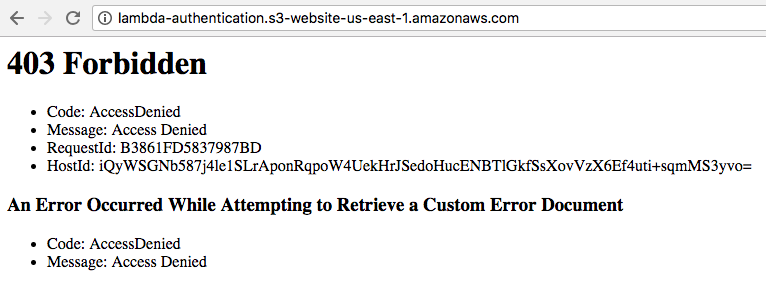 lambda-authentication.s3-website-us-east-1.amazonaws.com
403 Forbidden
Code: AccessDenied
Message: Access Denied
RequestId: B3861FD5837987BD
HostId: iQyWSGNb587j4le1SLrAponRqpoW4UekHrJSedoHucENBTlGkfSsXovVzX6Ef4uti+sqmMS3yvo=
An Error Occurred While Attempting to Retrieve a Custom Error Document
Code: AccessDenied
Message: Access Denied